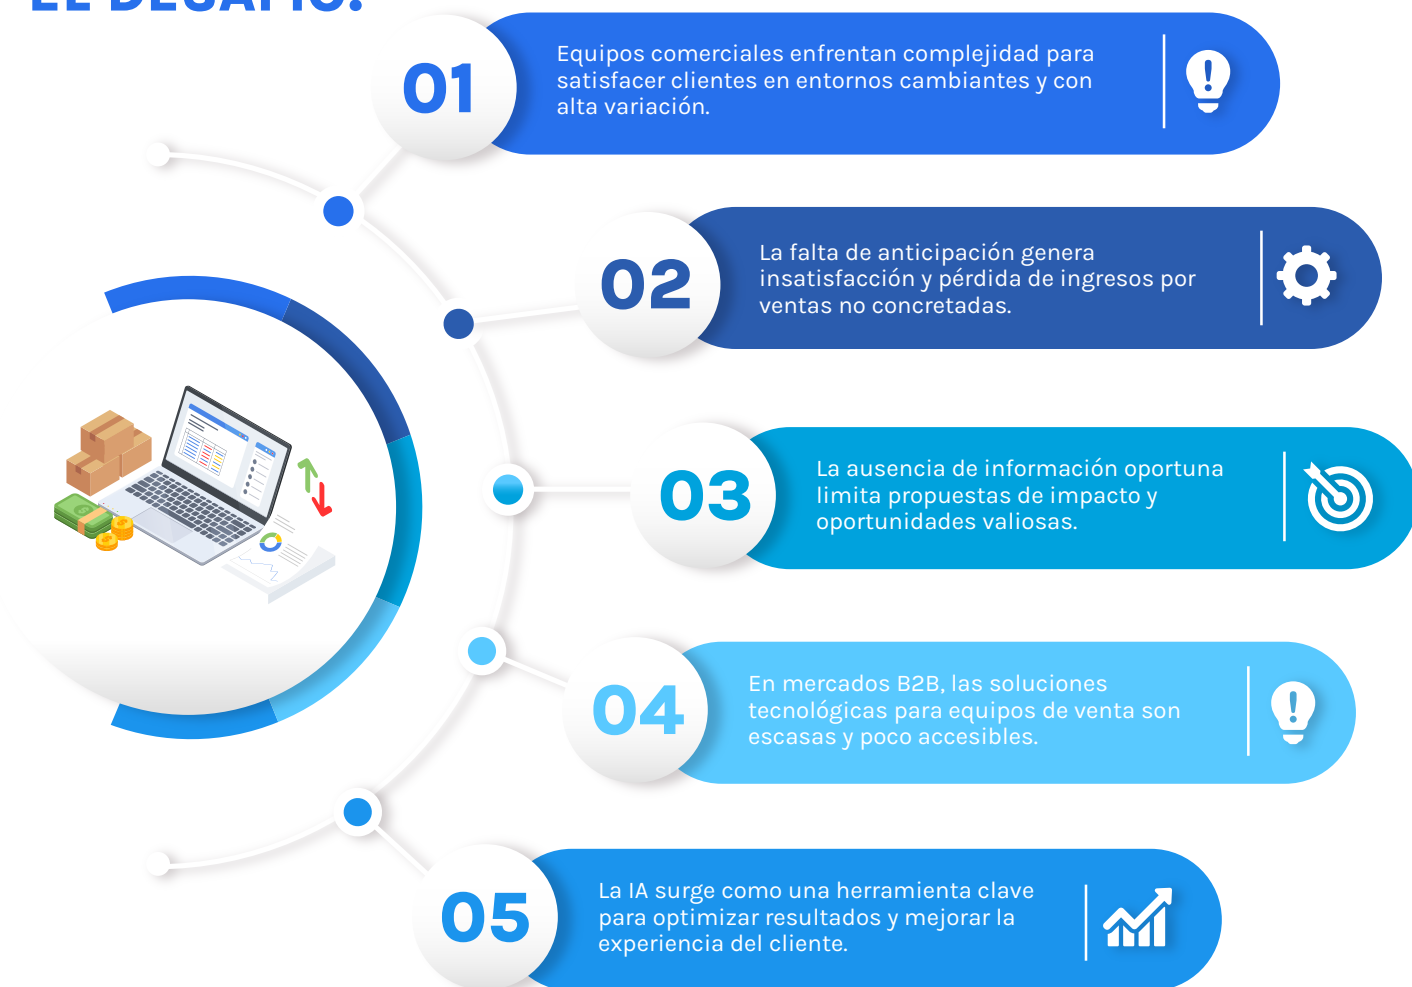 EL DESAFÍO:
01
Equipos comerciales enfrentan complejidad para
satisfacer clientes en entornos cambiantes y con
alta variación.
02
La falta de anticipación genera
insatisfacción y pérdida de ingresos por
ventas no concretadas.
03
La ausencia de información oportuna
limita propuestas de impacto y
oportunidades valiosas.
04
En mercados B2B, las soluciones
tecnológicas para equipos de venta son
escasas y poco accesibles.
05
La IA surge como una herramienta clave
para optimizar resultados y mejorar la
experiencia del cliente.